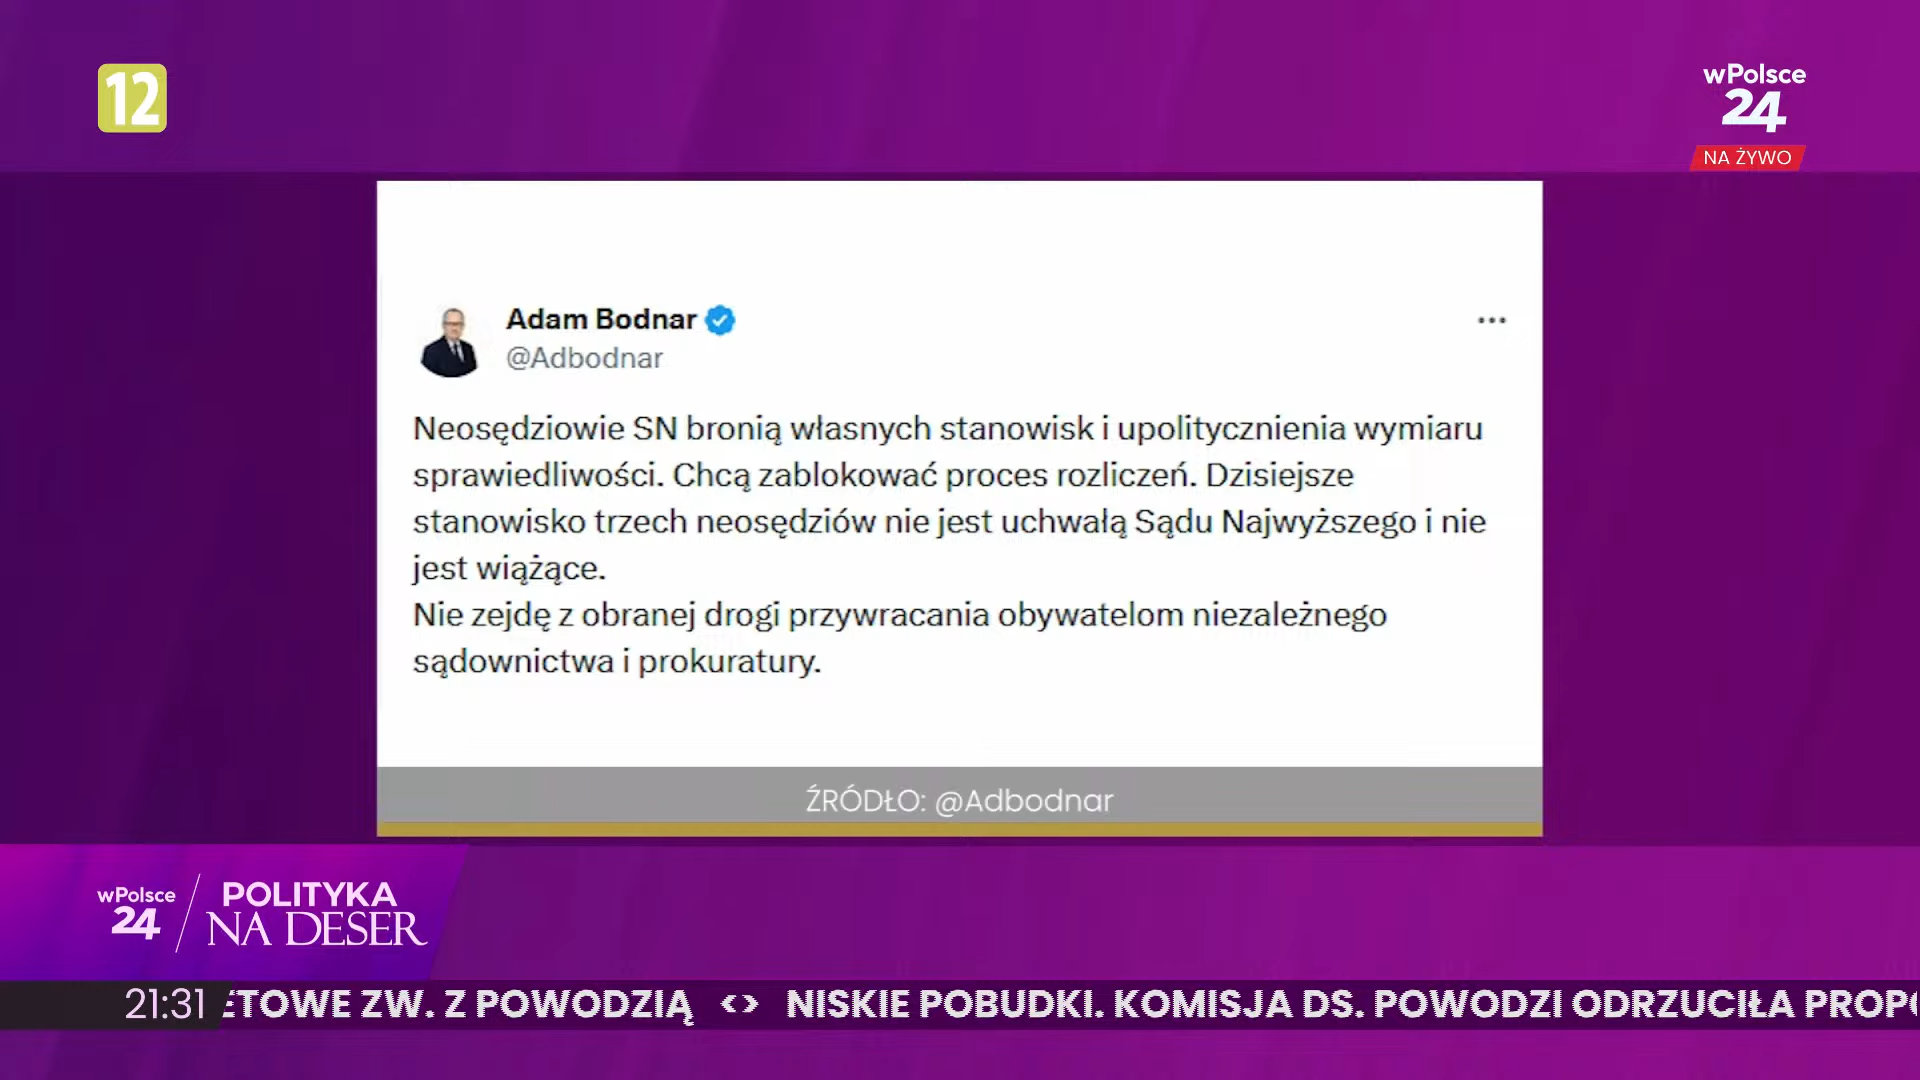 12
wPolsce
24
NA ŻYWO
Adam Bodnar
@Adbodnar
Neosędziowie SN bronią własnych stanowisk i upolitycznienia wymiaru
sprawiedliwości. Chcą zablokować proces rozliczeń. Dzisiejsze
stanowisko trzech neosędziów nie jest uchwałą Sądu Najwyższego i nie
jest wiążące.
Nie zejdę z obranej drogi przywracania obywatelom niezależnego
sądownictwa i prokuratury.
ŹRÓDŁO: @Adbodnar
wPolsce
24
POLITYKA
NA DESER
21:31 ETOWE ZW. Z POWODZIĄ <> NISKIE POBUDKI. KOMISJA DS. POWODZI ODRZUCIŁA